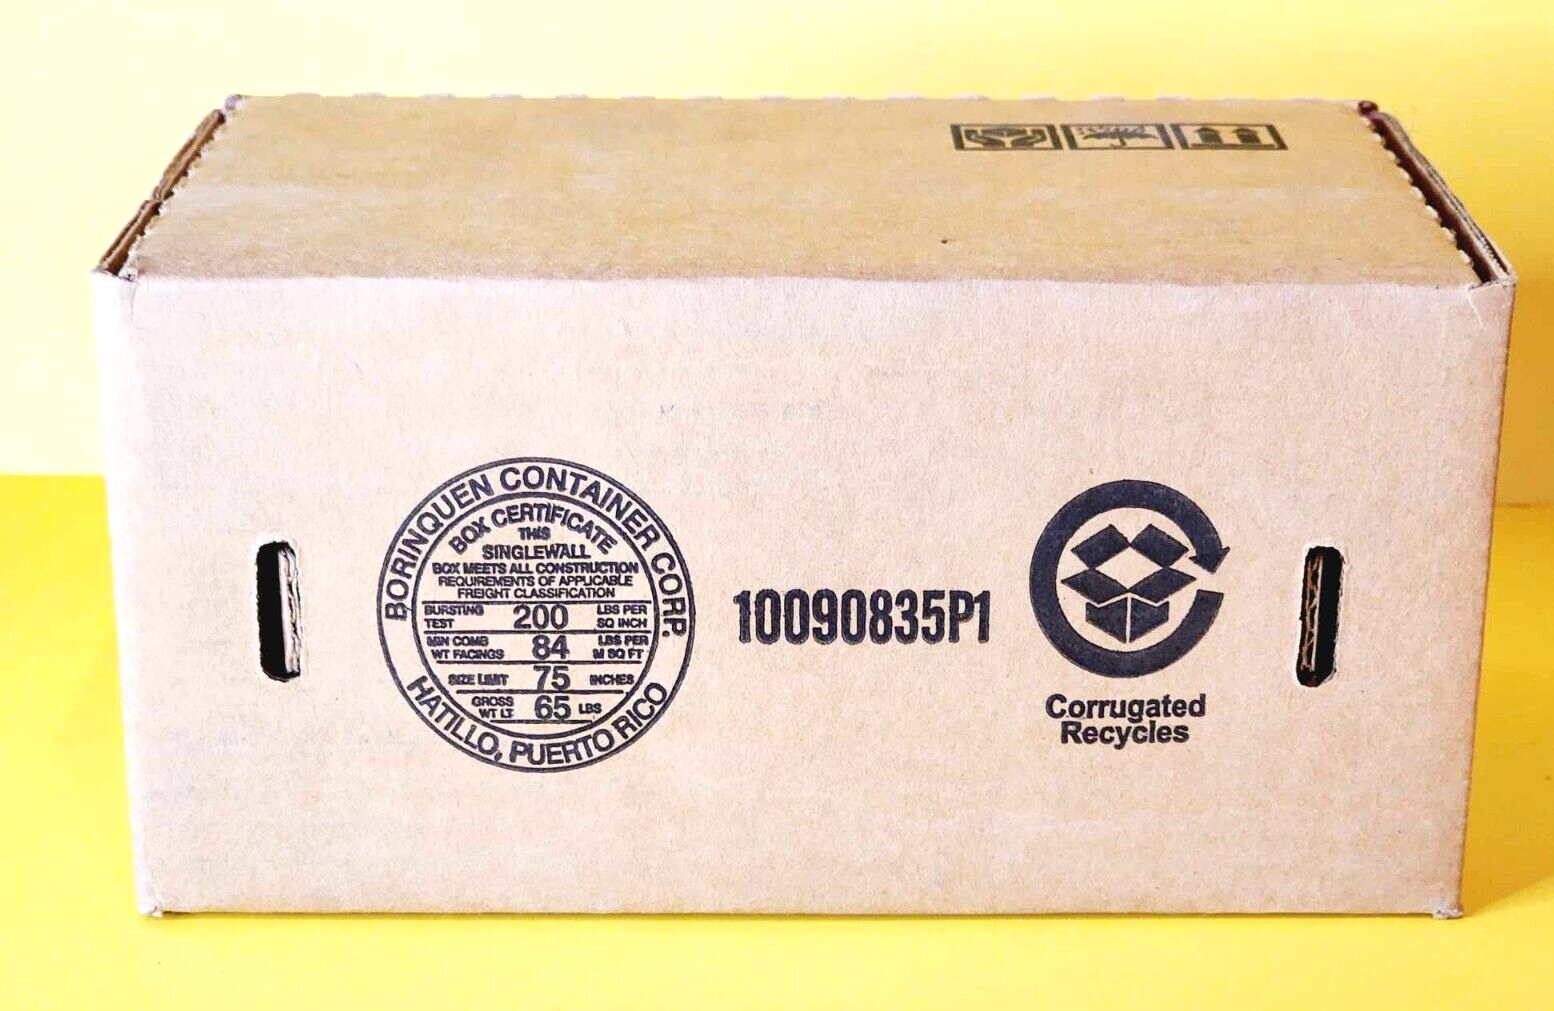 BORINQUEN CONTAINER CORP.
BOX CERTIFICATE
THIS
SINGLEWALL
BOX MEETS ALL CONSTRUCTION
REQUIREMENTS OF APPLICABLE
FREIGHT CLASSIFICATION
BURSTING TEST 200 LBS PER SQ INCH
MIN COMB WT FACINGS 84 LBS PER M SQ FT
SIZE LIMIT 75 INCHES
GROSS WT LT 65 LBS
HATILLO, PUERTO RICO
10090835P1
Corrugated
Recycles